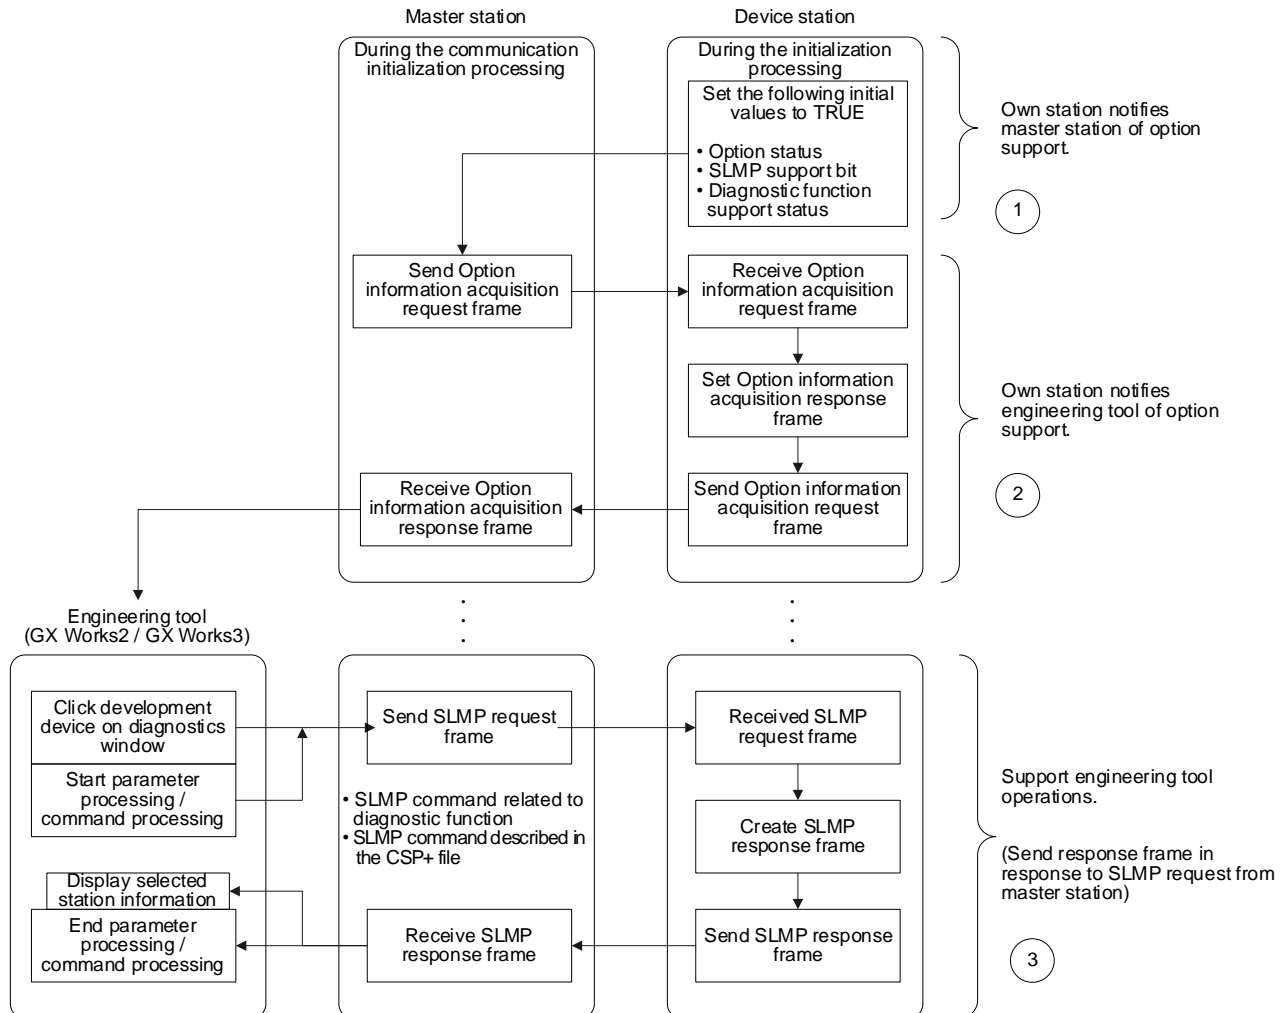 Master station
Device station
During the communication
initialization processing
During the initialization
processing
Set the following initial
values to TRUE
• Option status
• SLMP support bit
• Diagnostic function
support status
Own station notifies
master station of option
support.
1
Send Option
information acquisition
request frame
Receive Option
information acquisition
request frame
Set Option information
acquisition response
frame
Own station notifies
engineering tool of option
support.
2
Receive Option
information acquisition
response frame
Send Option information
acquisition request
frame
Engineering tool
(GX Works2 / GX Works3)
Click development
device on diagnostics
window
Start parameter
processing /
command processing
Send SLMP request
frame
Received SLMP
request frame
• SLMP command related to
diagnostic function
• SLMP command described in
the CSP+ file
Create SLMP
response frame
Support engineering tool
operations.
(Send response frame in
response to SLMP request from
master station)
3
Display selected
station information
End parameter
processing /
command processing
Receive SLMP
response frame
Send SLMP response
frame